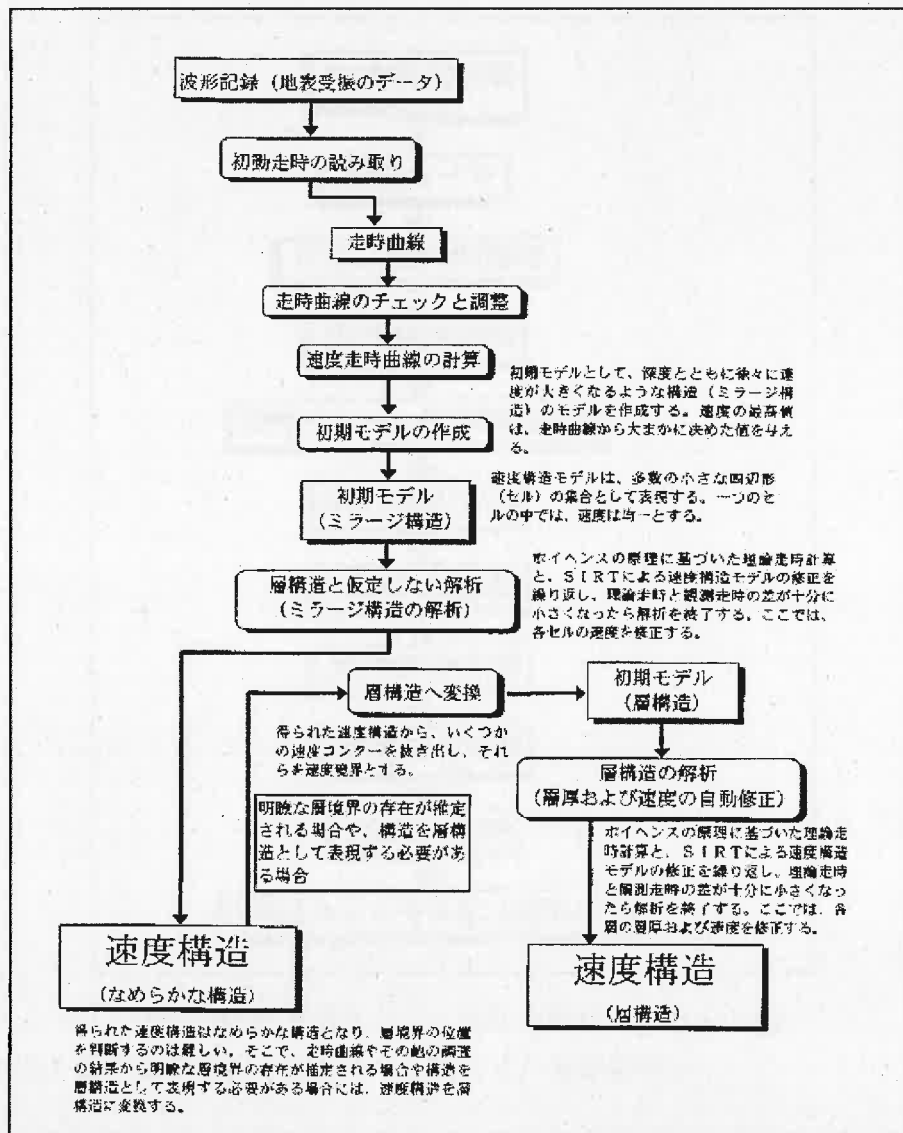 波形記録（地表受振のデータ）
初動走時の読み取り
走時曲線
走時曲線のチェックと調整
速度走時曲線の計算
初期モデルの作成
初期モデルとして、深度とともに徐々に速
度が大きくなるような構造（ミラージ構
造）のモデルを作成する。速度の最高値
は、走時曲線から大まかに決めた値を与え
る。
初期モデル
（ミラージ構造）
速度構造モデルは、多数の小さな四辺形
（セル）の集合として表現する。一つのセ
ルの中では、速度は均一とする。
層構造と仮定しない解析
（ミラージ構造の解析）
ホイヘンスの原理に基づいた理論走時計算
と、ＳＩＲＴによる速度構造モデルの修正を
繰り返し、理論走時と観測走時の差が十分に
小さくなったら解析を終了する。ここでは、
各セルの速度を修正する。
層構造へ変換
初期モデル
（層構造）
得られた速度構造から、いくつか
の速度コンターを抜き出し、それ
らを速度境界とする。
層構造の解析
（層厚および速度の自動修正）
明瞭な層境界の存在が推定
される場合や、構造を層構
造として表現する必要があ
る場合
ホイヘンスの原理に基づいた理論走
時計算と、ＳＩＲＴによる速度構造
モデルの修正を繰り返し、理論走時
と観測走時の差が十分に小さくなっ
たら解析を終了する。ここでは、各
層の層厚および速度を修正する。
速度構造
（なめらかな構造）
速度構造
（層構造）
得られた速度構造はなめらかな構造となり、層境界の位置
を判断するのは難しい。そこで、走時曲線やその他の調査
の結果から明瞭な層境界の存在が推定される場合や構造を
層構造として表現する必要がある場合には、速度構造を層
構造に変換する。